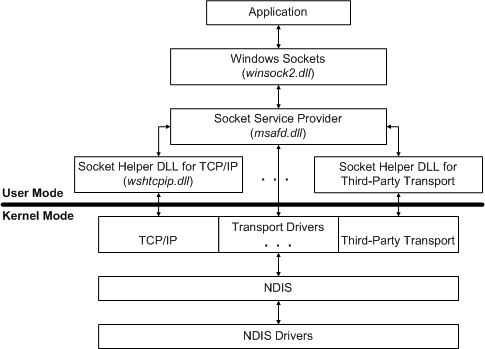 Application
Windows Sockets
(winsock2.dll)
Socket Service Provider
(msafd.dll)
Socket Helper DLL for TCP/IP
(wshtcpip.dll)
. . .
Socket Helper DLL for
Third-Party Transport
User Mode
Kernel Mode
TCP/IP
Transport Drivers
. . .
Third-Party Transport
NDIS
NDIS Drivers